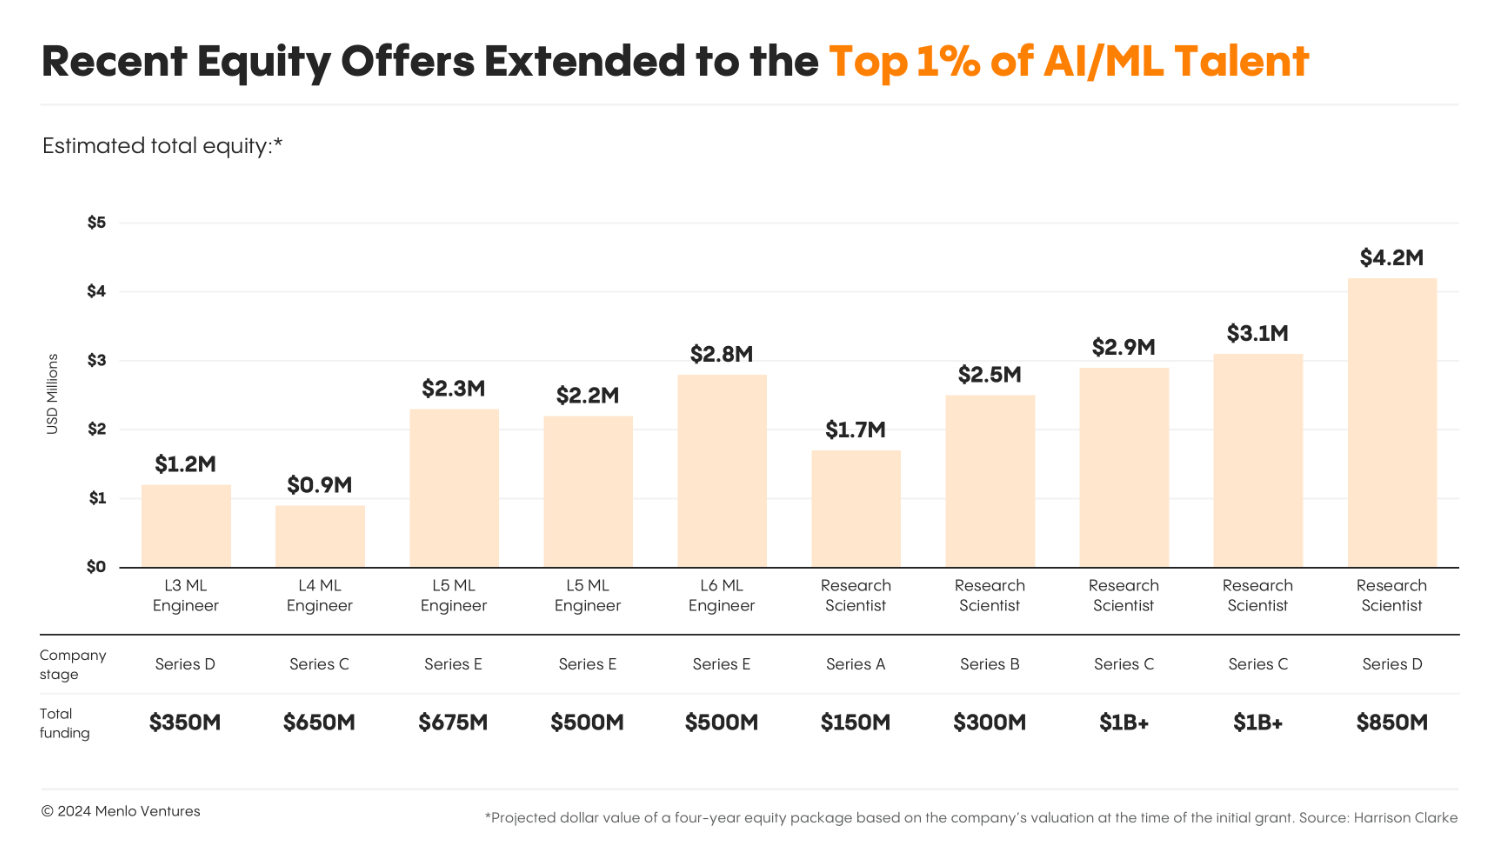 Recent Equity Offers Extended to the Top 1% of AI/ML Talent
Estimated total equity:*
USD Millions
$5
$4
$3
$2
$1
$0
$1.2M
$0.9M
$2.3M
$2.2M
$2.8M
$1.7M
$2.5M
$2.9M
$3.1M
$4.2M
L3 ML
Engineer
L4 ML
Engineer
L5 ML
Engineer
L5 ML
Engineer
L6 ML
Engineer
Research
Scientist
Research
Scientist
Research
Scientist
Research
Scientist
Research
Scientist
Company
stage
Series D
Series C
Series E
Series E
Series E
Series A
Series B
Series C
Series C
Series D
Total
funding
$350M
$650M
$675M
$500M
$500M
$150M
$300M
$1B+
$1B+
$850M
© 2024 Menlo Ventures
*Projected dollar value of a four-year equity package based on the company's valuation at the time of the initial grant. Source: Harrison Clarke